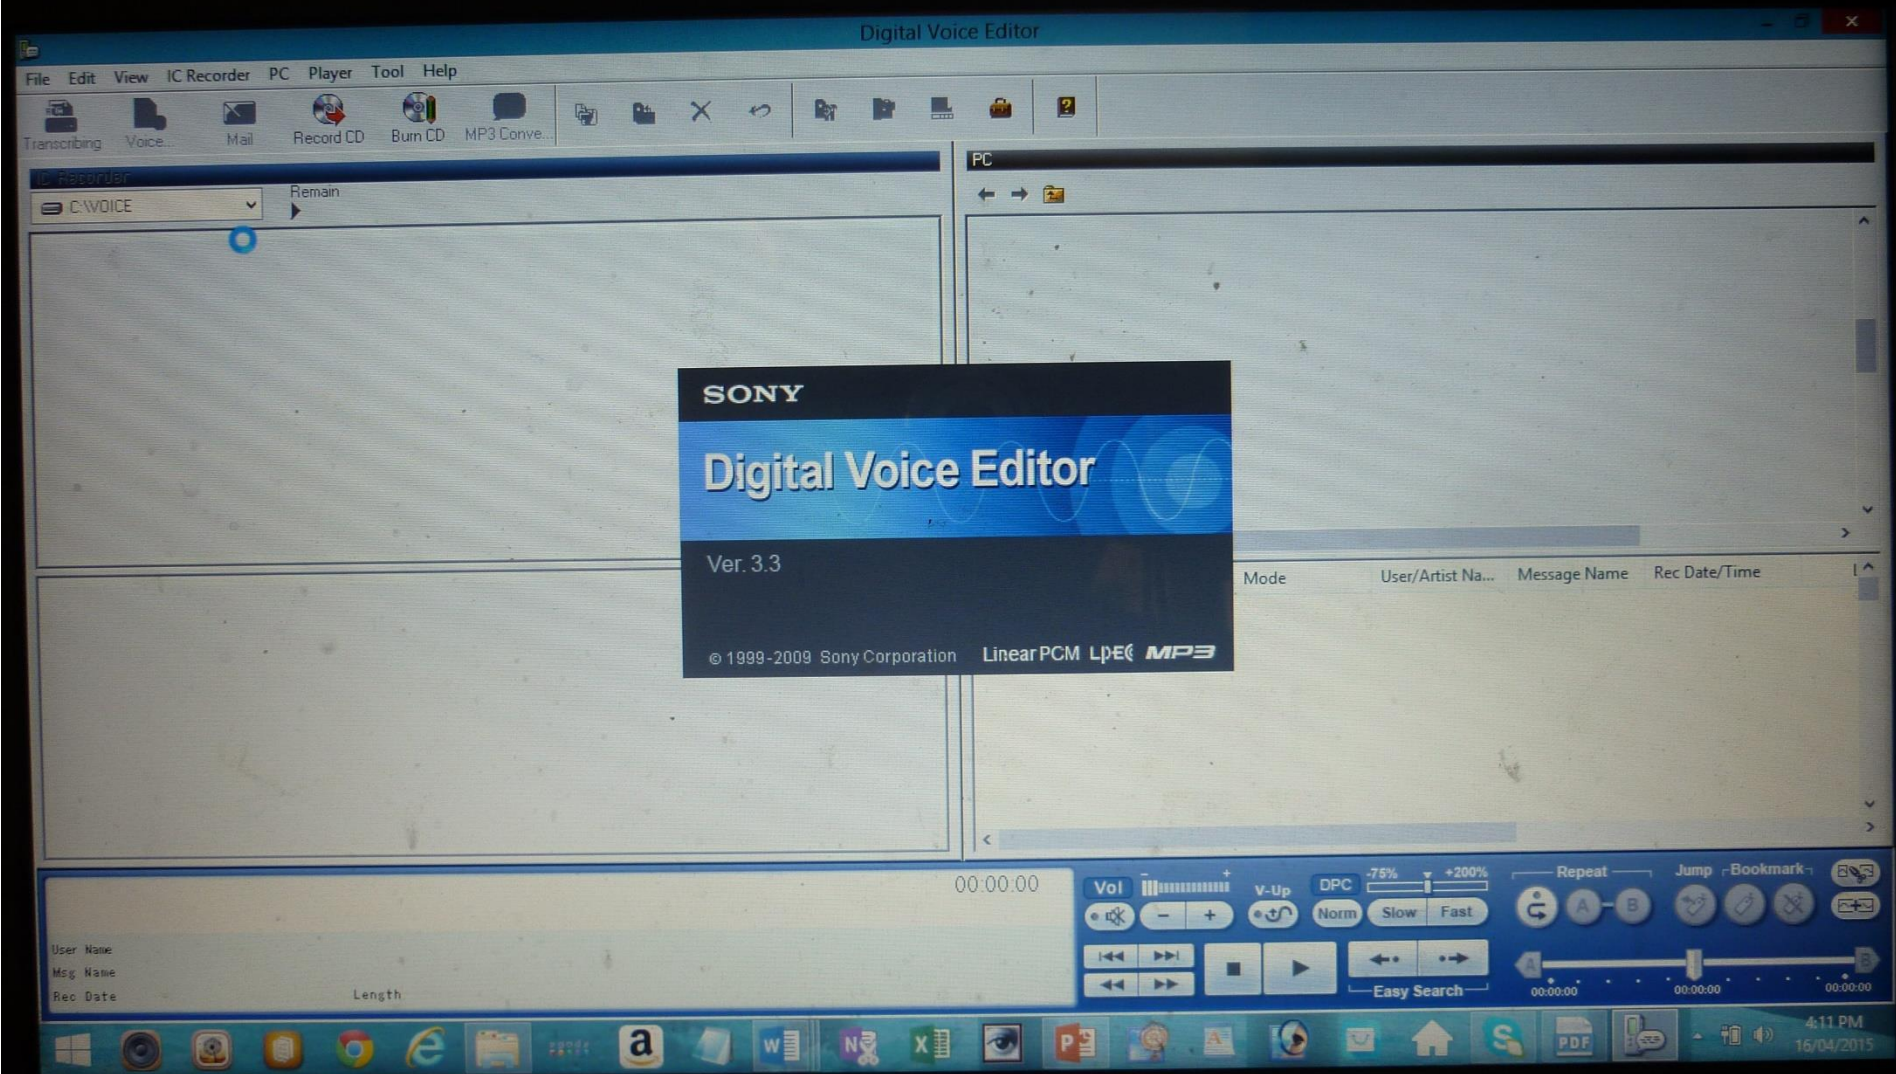 Digital Voice Editor
File Edit View IC Recorder PC Player Tool Help
Transcribing Voice... Mail Record CD Burn CD MP3 Conve...
IC Recorder
PC
C:\VOICE
Remain
SONY
Digital Voice Editor
Ver. 3.3
© 1999-2009 Sony Corporation Linear PCM LPEC MP3
Mode User/Artist Na... Message Name Rec Date/Time
00:00:00
User Name
Msg Name
Rec Date Length
Vol - + V-Up DPC -75% +200% Repeat Jump Bookmark
- + Norm Slow Fast A - B
Easy Search
A B
00:00:00 00:00:00 00:00:00
a W N X P A S PDF
4:11 PM
16/04/2015